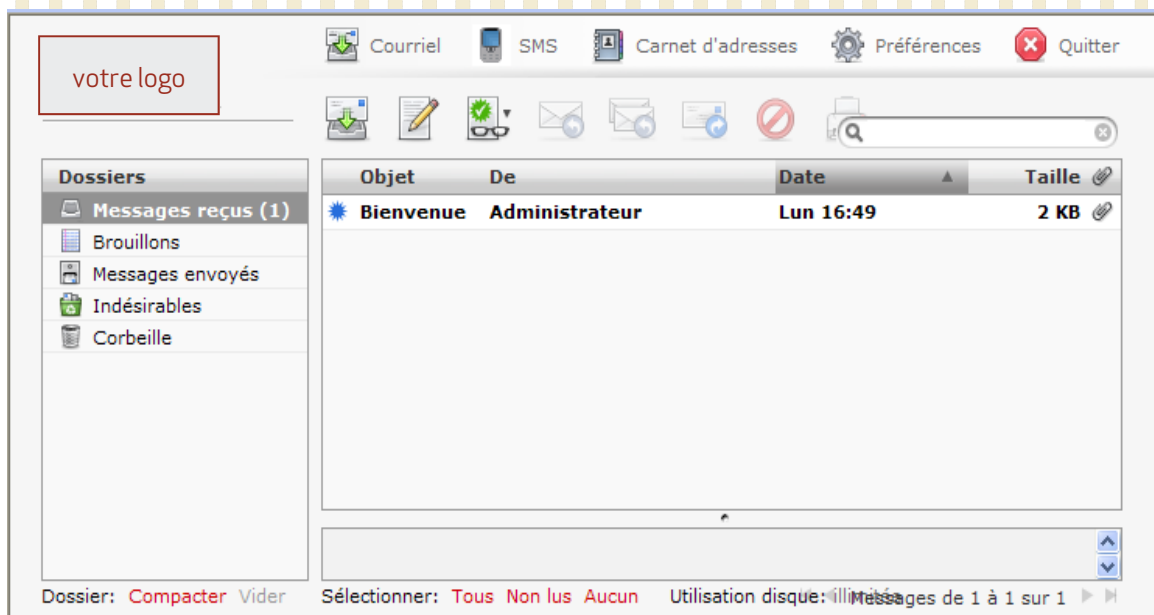 votre logo
Courriel SMS Carnet d'adresses Préférences Quitter
Dossiers
Messages reçus (1)
Brouillons
Messages envoyés
Indésirables
Corbeille
Objet De Date Taille
Bienvenue Administrateur Lun 16:49 2 KB
Dossier: Compacter Vider
Sélectionner: Tous Non lus Aucun
Utilisation disque: illimitée
Messages de 1 à 1 sur 1